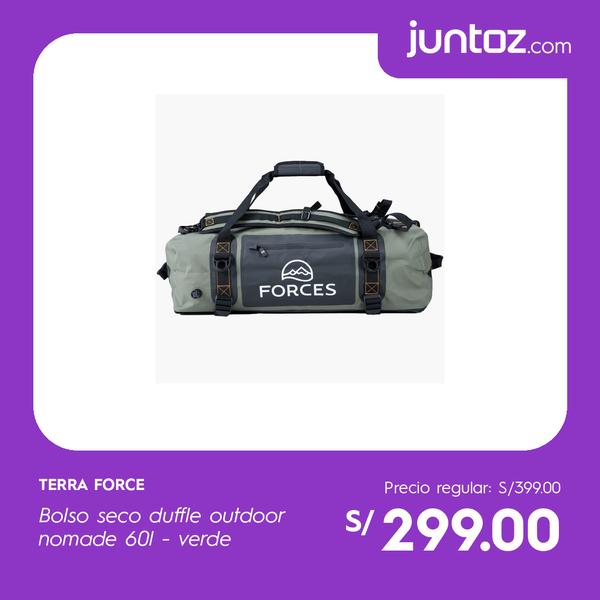 juntoz.com
FORCES
TERRA FORCE
Bolso seco duffle outdoor
nomade 60l - verde
Precio regular: S/399.00
S/299.00